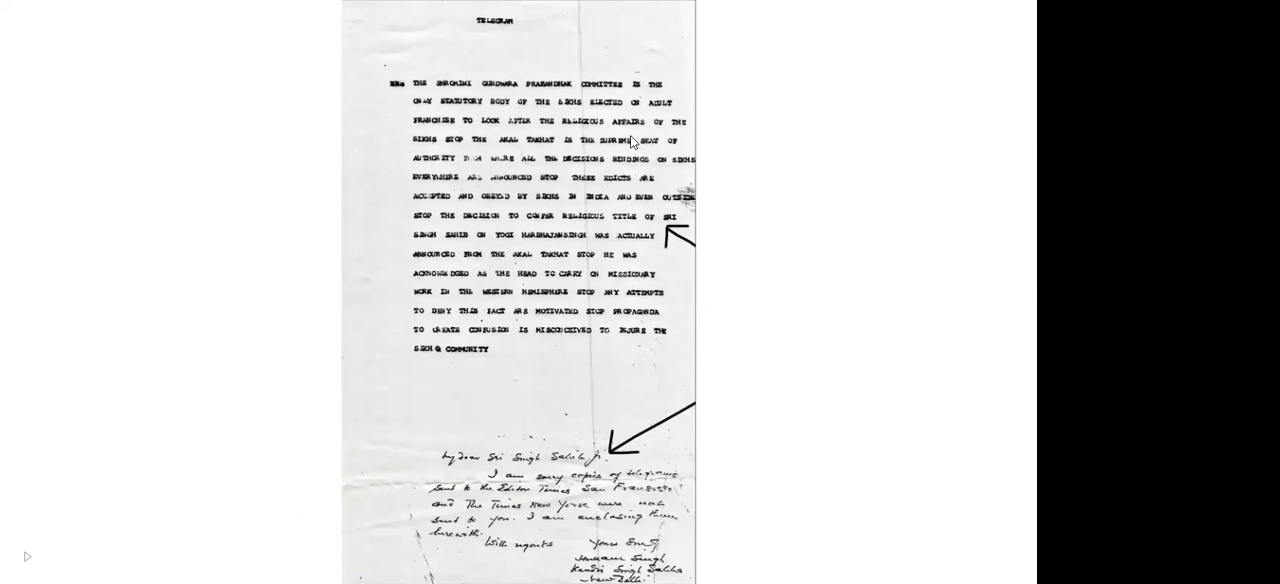 TELEGRAM
THE SHROMINI GURDWARA PRABANDHAK COMMITTEE IS THE
ONLY STATUTORY BODY OF THE SIKHS ELECTED ON ADULT
FRANCHISE TO LOOK AFTER THE RELIGIOUS AFFAIRS OF THE
SIKHS STOP THE AKAL TAKHAT IS THE SUPREME SEAT OF
AUTHORITY WERE ALL THE DECISIONS BINDINGS ON SIKHS
EVERYWHERE ARE ANNOUNCED STOP THESE EDICTS ARE
ACCEPTED AND OBEYED BY SIKHS IN INDIA AND EVEN OUTSIDE
STOP THE DECISION TO CONFER RELIGIOUS TITLE OF SRI
SINGH SAHIB ON YOGI HARBHAJANSINGH WAS ACTUALLY
ANNOUNCED FROM THE AKAL TAKHAT STOP HE WAS
ACKNOWLEDGED AS THE HEAD TO CARRY ON MISSIONARY
WORK IN THE WESTERN HEMISPHERE STOP ANY ATTEMPTS
TO DENY THIS FACT ARE MOTIVATED STOP PROPAGANDA
TO CREATE CONFUSION IS MISCONCEIVED TO INJURE THE
SIKH COMMUNITY
My Dear Sri Singh Sahib Ji
I am sorry copies of telegrams
sent to the Editor Times San Francisco
and The Times New York were not
sent to you. I am enclosing them
herewith.
With regards Yours
Hukam Singh
Kendri Singh Sabha
New Delhi